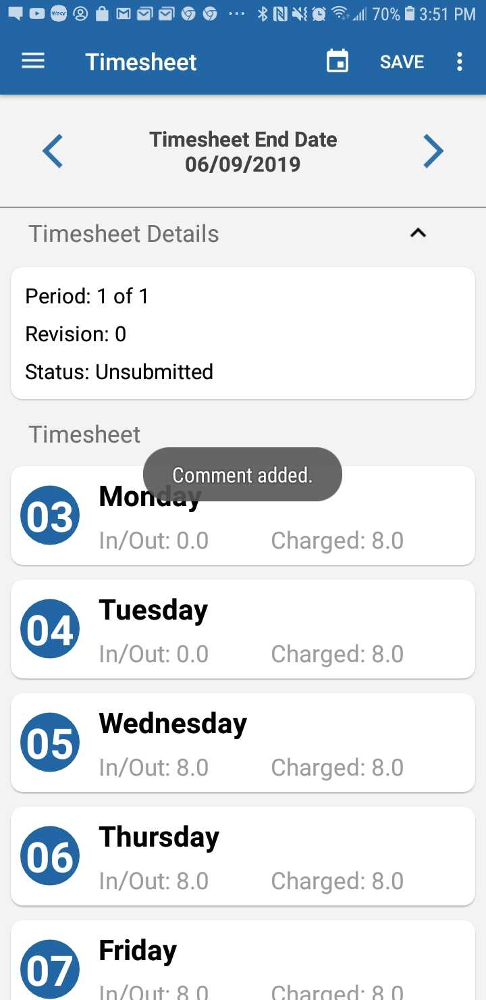 70% 3:51 PM
Timesheet SAVE
Timesheet End Date
06/09/2019
Timesheet Details
Period: 1 of 1
Revision: 0
Status: Unsubmitted
Timesheet
Comment added.
03 Monday
In/Out: 0.0 Charged: 8.0
04 Tuesday
In/Out: 0.0 Charged: 8.0
05 Wednesday
In/Out: 8.0 Charged: 8.0
06 Thursday
In/Out: 8.0 Charged: 8.0
07 Friday
In/Out: 8.0 Charged: 8.0